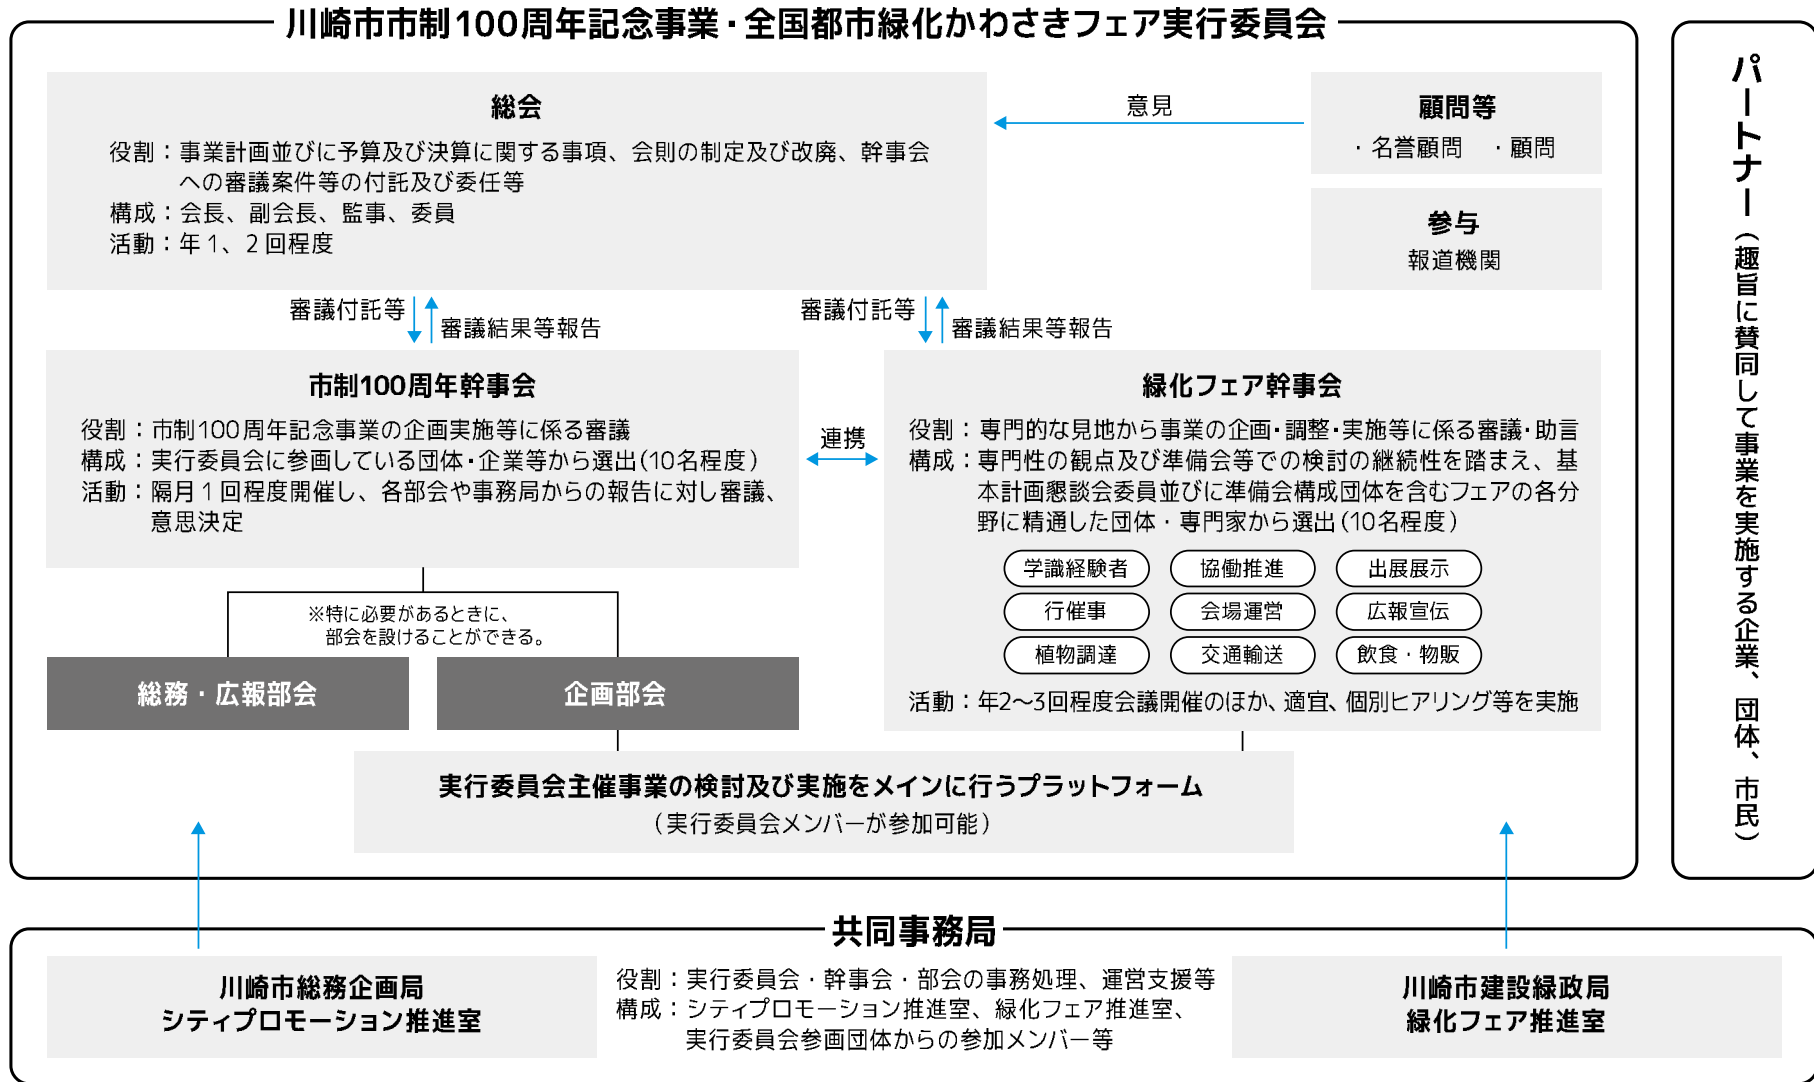 川崎市市制100周年記念事業・全国都市緑化かわさきフェア実行委員会
総会
役割：事業計画並びに予算及び決算に関する事項、会則の制定及び改廃、幹事会
への審議案件等の付託及び委任等
構成：会長、副会長、監事、委員
活動：年1、2回程度
意見
顧問等
・名誉顧問　・顧問
参与
報道機関
審議付託等
審議結果等報告
審議付託等
審議結果等報告
市制100周年幹事会
役割：市制100周年記念事業の企画実施等に係る審議
構成：実行委員会に参画している団体・企業等から選出（10名程度）
活動：隔月1回程度開催し、各部会や事務局からの報告に対し審議、
意思決定
連携
緑化フェア幹事会
役割：専門的な見地から事業の企画・調整・実施等に係る審議・助言
構成：専門性の観点及び準備会等での検討の継続性を踏まえ、基
本計画懇談会委員並びに準備会構成団体を含むフェアの各分
野に精通した団体・専門家から選出（10名程度）
学識経験者
協働推進
出展展示
行催事
会場運営
広報宣伝
植物調達
交通輸送
飲食・物販
活動：年2～3回程度会議開催のほか、適宜、個別ヒアリング等を実施
※特に必要があるときに、
部会を設けることができる。
総務・広報部会
企画部会
実行委員会主催事業の検討及び実施をメインに行うプラットフォーム
（実行委員会メンバーが参加可能）
パートナー（趣旨に賛同して事業を実施する企業、団体、市民）
共同事務局
川崎市総務企画局
シティプロモーション推進室
役割：実行委員会・幹事会・部会の事務処理、運営支援等
構成：シティプロモーション推進室、緑化フェア推進室、
実行委員会参画団体からの参加メンバー等
川崎市建設緑政局
緑化フェア推進室